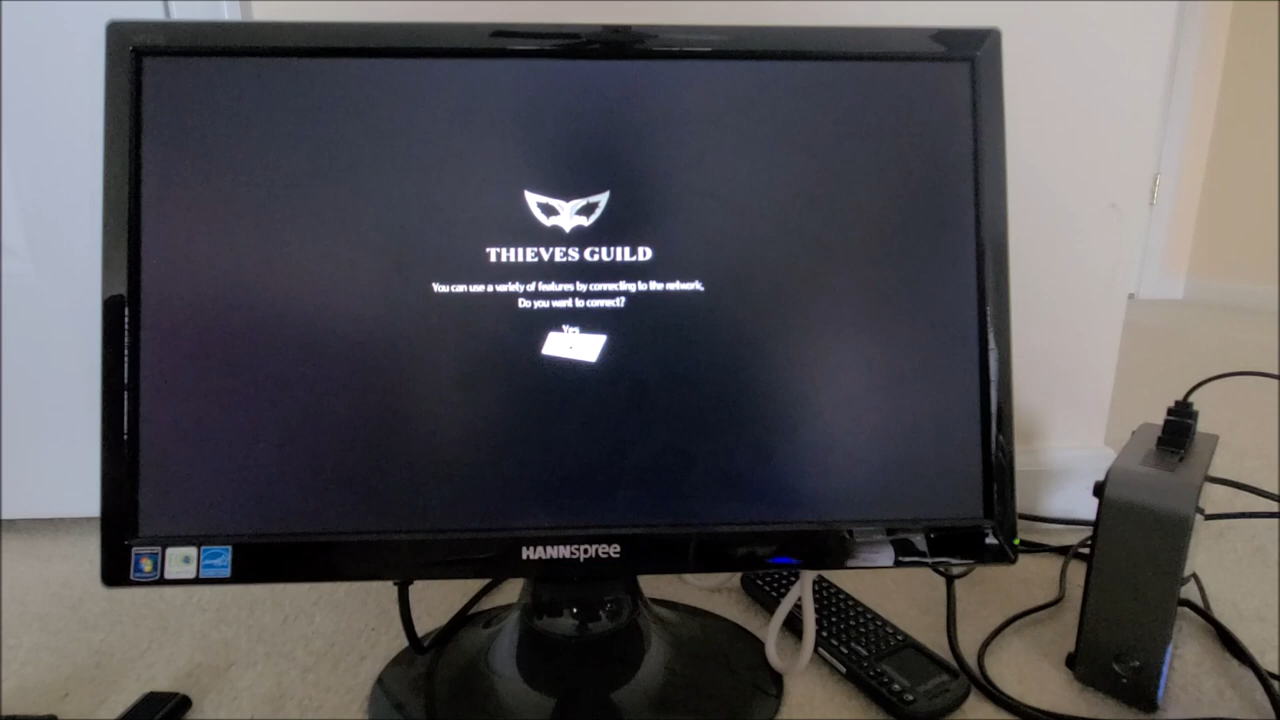 THIEVES GUILD
You can use a variety of features by connecting to the network,
Do you want to connect?
Yes
HANNspree